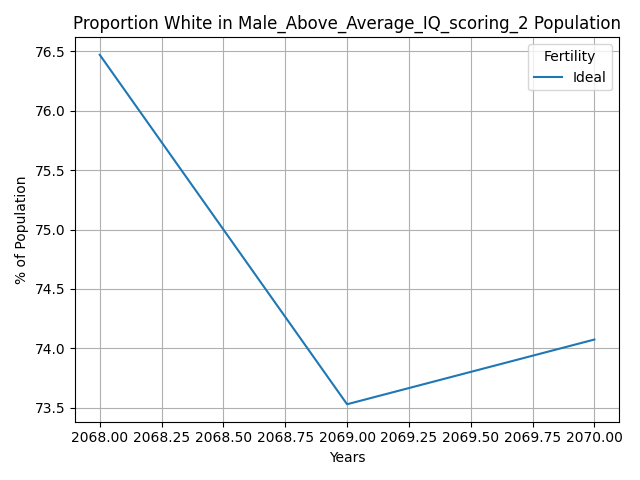 Proportion White in Male_Above_Average_IQ_scoring_2 Population
Fertility
Ideal
76.5
76.0
75.5
75.0
74.5
74.0
73.5
% of Population
2068.00 2068.25 2068.50 2068.75 2069.00 2069.25 2069.50 2069.75 2070.00
Years